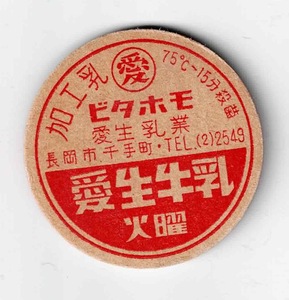 加工乳
愛
75℃~15分殺菌
ビタホモ
愛生乳業
長岡市千手町・TEL.(2)2549
愛生牛乳
火曜